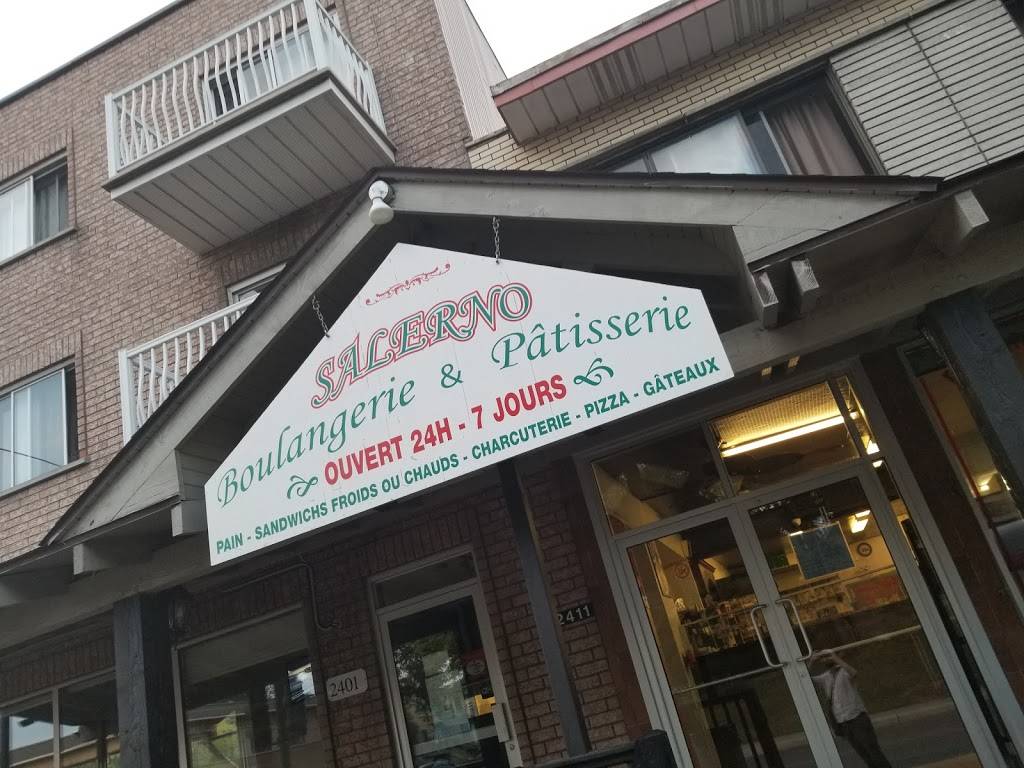 SALERNO
Boulangerie & Pâtisserie
OUVERT 24H - 7 JOURS
PAIN - SANDWICHS FROIDS OU CHAUDS - CHARCUTERIE - PIZZA - GÂTEAUX
2401
2411